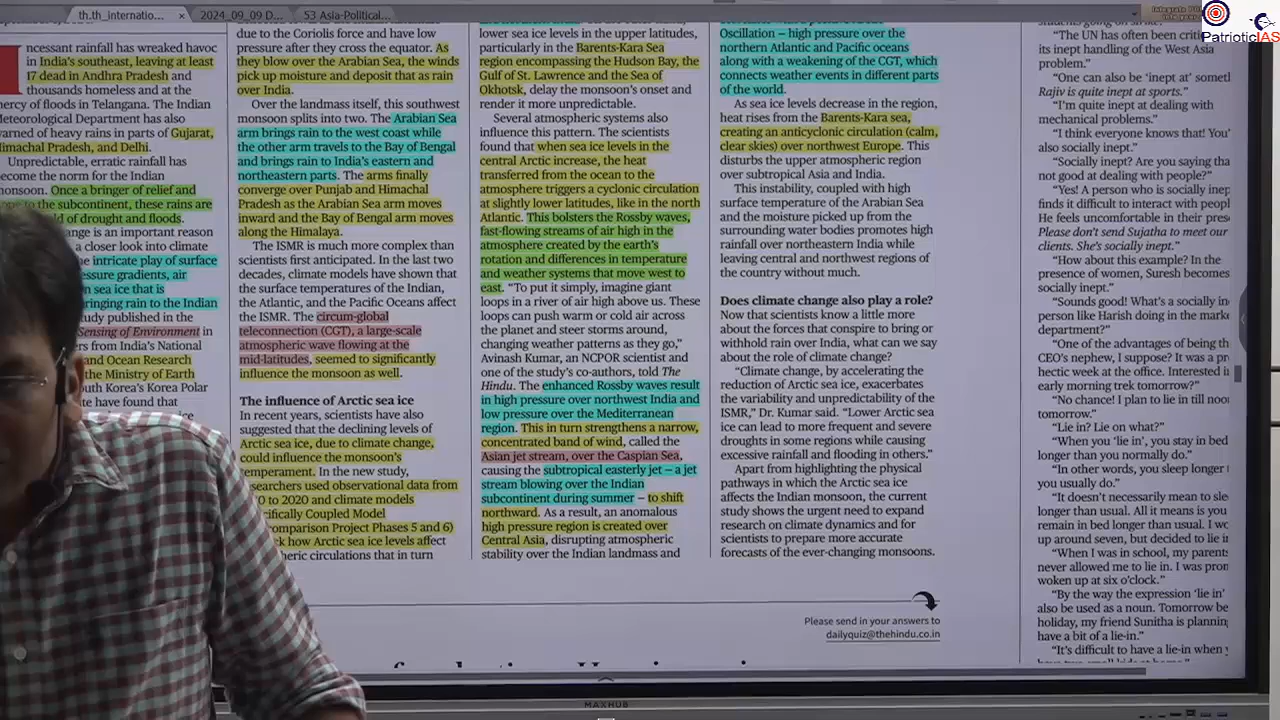 th.th_internatio...
2024_09_09 D...
S3 Asia-Political...
PatrioticIAS
ncessant rainfall has wreaked havoc
in India's southeast, leaving at least
17 dead in Andhra Pradesh and
thousands homeless and at the
mercy of floods in Telangana. The Indian
Meteorological Department has also
warned of heavy rains in parts of Gujarat,
Himachal Pradesh, and Delhi.
Unpredictable, erratic rainfall has
become the norm for the Indian
monsoon. Once a bringer of relief and
to the subcontinent, these rains are
of drought and floods.
is an important reason
a closer look into climate
intricate play of surface
gradients, air
sea ice that is
bringing rain to the Indian
published in the
Sensing of Environment in
from India's National
and Ocean Research
the Ministry of Earth
South Korea's Korea Polar
have found that
ice
due to the Coriolis force and have low
pressure after they cross the equator. As
they blow over the Arabian Sea, the winds
pick up moisture and deposit that as rain
over India.
Over the landmass itself, this southwest
monsoon splits into two. The Arabian Sea
arm brings rain to the west coast while
the other arm travels to the Bay of Bengal
and brings rain to India's eastern and
northeastern parts. The arms finally
converge over Punjab and Himachal
Pradesh as the Arabian Sea arm moves
inward and the Bay of Bengal arm moves
along the Himalaya.
The ISMR is much more complex than
scientists first anticipated. In the last two
decades, climate models have shown that
the surface temperatures of the Indian,
the Atlantic, and the Pacific Oceans affect
the ISMR. The circum-global
teleconnection (CGT), a large-scale
atmospheric wave flowing at the
mid-latitudes, seemed to significantly
influence the monsoon as well.
The influence of Arctic sea ice
In recent years, scientists have also
suggested that the declining levels of
Arctic sea ice, due to climate change,
could influence the monsoon's
temperament. In the new study,
researchers used observational data from
to 2020 and climate models
Coupled Model
Project Phases 5 and 6)
how Arctic sea ice levels affect
circulations that in turn
lower sea ice levels in the upper latitudes,
particularly in the Barents-Kara Sea
region encompassing the Hudson Bay, the
Gulf of St. Lawrence and the Sea of
Okhotsk, delay the monsoon's onset and
render it more unpredictable.
Several atmospheric systems also
influence this pattern. The scientists
found that when sea ice levels in the
central Arctic increase, the heat
transferred from the ocean to the
atmosphere triggers a cyclonic circulation
at slightly lower latitudes, like in the north
Atlantic. This bolsters the Rossby waves,
fast-flowing streams of air high in the
atmosphere created by the earth's
rotation and differences in temperature
and weather systems that move west to
east. "To put it simply, imagine giant
loops in a river of air high above us. These
loops can push warm or cold air across
the planet and steer storms around,
changing weather patterns as they go,"
Avinash Kumar, an NCPOR scientist and
one of the study's co-authors, told The
Hindu. The enhanced Rossby waves result
in high pressure over northwest India and
low pressure over the Mediterranean
region. This in turn strengthens a narrow,
concentrated band of wind, called the
Asian jet stream, over the Caspian Sea,
causing the subtropical easterly jet – a jet
stream blowing over the Indian
subcontinent during summer – to shift
northward. As a result, an anomalous
high pressure region is created over
Central Asia, disrupting atmospheric
stability over the Indian landmass and
Oscillation – high pressure over the
northern Atlantic and Pacific oceans
along with a weakening of the CGT, which
connects weather events in different parts
of the world.
As sea ice levels decrease in the region,
heat rises from the Barents-Kara sea,
creating an anticyclonic circulation (calm,
clear skies) over northwest Europe. This
disturbs the upper atmospheric region
over subtropical Asia and India.
This instability, coupled with high
surface temperature of the Arabian Sea
and the moisture picked up from the
surrounding water bodies promotes high
rainfall over northeastern India while
leaving central and northwest regions of
the country without much.
Does climate change also play a role?
Now that scientists know a little more
about the forces that conspire to bring or
withhold rain over India, what can we say
about the role of climate change?
"Climate change, by accelerating the
reduction of Arctic sea ice, exacerbates
the variability and unpredictability of the
ISMR," Dr. Kumar said. "Lower Arctic sea
ice can lead to more frequent and severe
droughts in some regions while causing
excessive rainfall and flooding in others."
Apart from highlighting the physical
pathways in which the Arctic sea ice
affects the Indian monsoon, the current
study shows the urgent need to expand
research on climate dynamics and for
scientists to prepare more accurate
forecasts of the ever-changing monsoons.
Please send in your answers to
dailyquiz@thehindu.co.in
"The UN has often been
its inept handling of the West Asia
problem."
"One can also be 'inept at'
Rajiv is quite inept at sports."
"I'm quite inept at dealing with
mechanical problems."
"I think everyone knows that!
also socially inept."
"Socially inept? Are you saying
not good at dealing with people?"
"Yes! A person who is socially
finds it difficult to interact with
He feels uncomfortable in their
Please don't send Sujatha to meet our
clients. She's socially inept."
"How about this example? In the
presence of women, Suresh becomes
socially inept."
"Sounds good! What's a socially
person like Harish doing in the
department?"
"One of the advantages of being
CEO's nephew, I suppose? It was a
hectic week at the office. Interested
early morning trek tomorrow?"
"No chance! I plan to lie in till
tomorrow."
"Lie in? Lie on what?"
"When you 'lie in', you stay in bed
longer than you normally do."
"In other words, you sleep longer
you usually do."
"It doesn't necessarily mean to
longer than usual. All it means is
remain in bed longer than usual. I
up around seven, but decided to lie
"When I was in school, my
never allowed me to lie in. I was
woken up at six o'clock."
"By the way the expression 'lie in'
also be used as a noun. Tomorrow
holiday, my friend Sunitha is
have a bit of a lie-in."
"It's difficult to have a lie-in when
MAXHUB